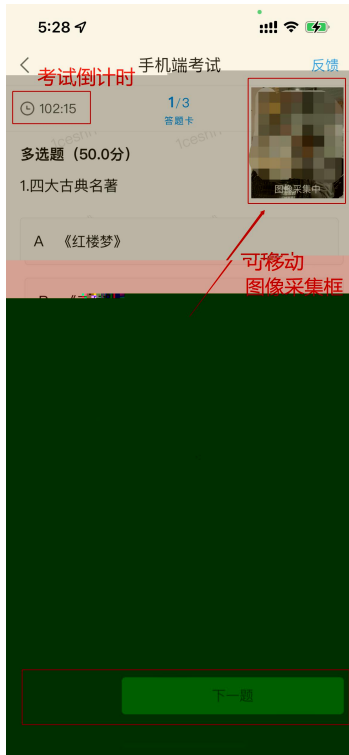 5:28
手机端考试
反馈
考试倒计时
102:15
1/3
答题卡
图像采集中
多选题（50.0分）
1.四大古典名著
A 《红楼梦》
可移动
图像采集框
下一题